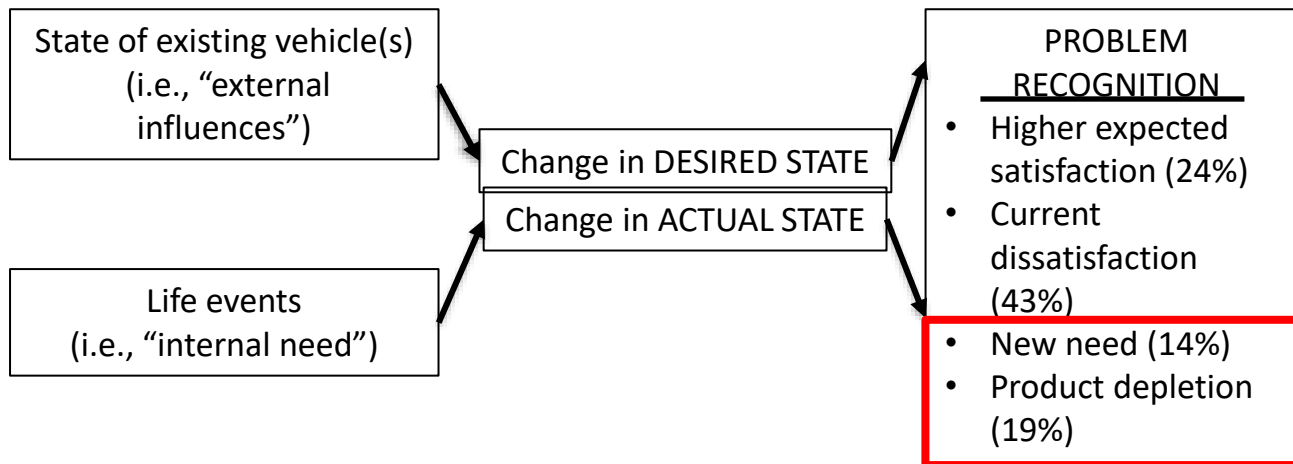 State of existing vehicle(s)
(i.e., “external
influences”)
Life events
(i.e., “internal need”)
Change in DESIRED STATE
Change in ACTUAL STATE
PROBLEM
RECOGNITION
• Higher expected
satisfaction (24%)
• Current
dissatisfaction
(43%)
• New need (14%)
• Product depletion
(19%)